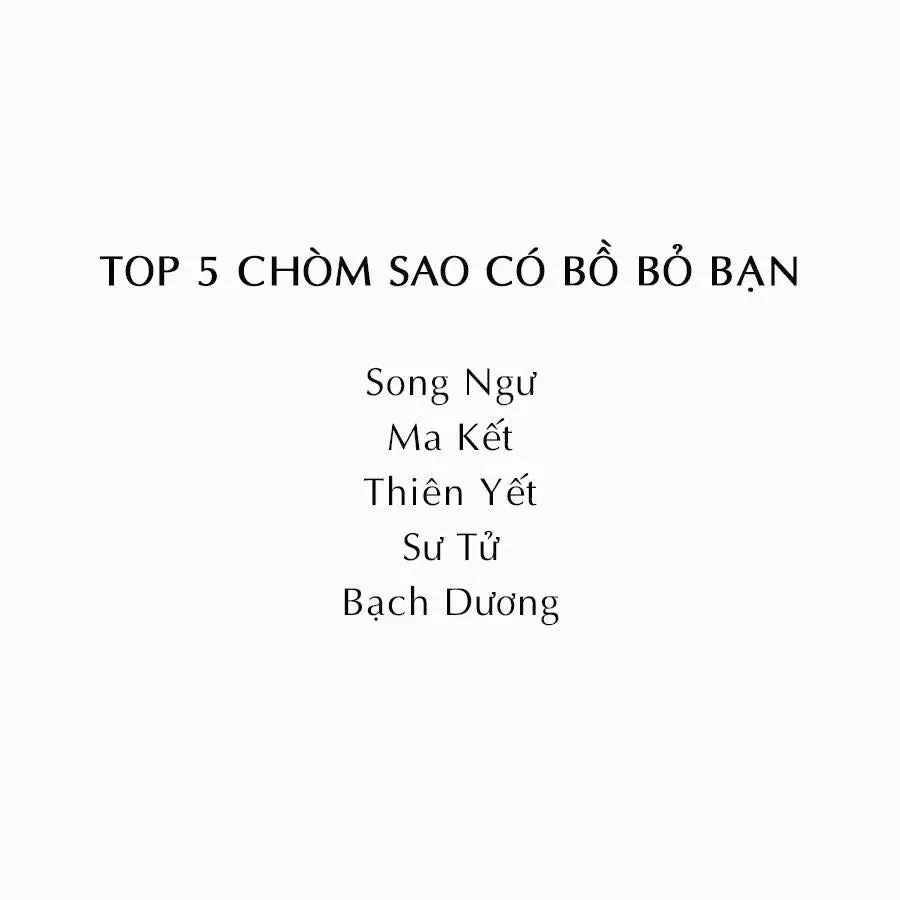 TOP 5 CHÒM SAO CÓ BỒ BỎ BẠN
Song Ngư
Ma Kết
Thiên Yết
Sư Tử
Bạch Dương